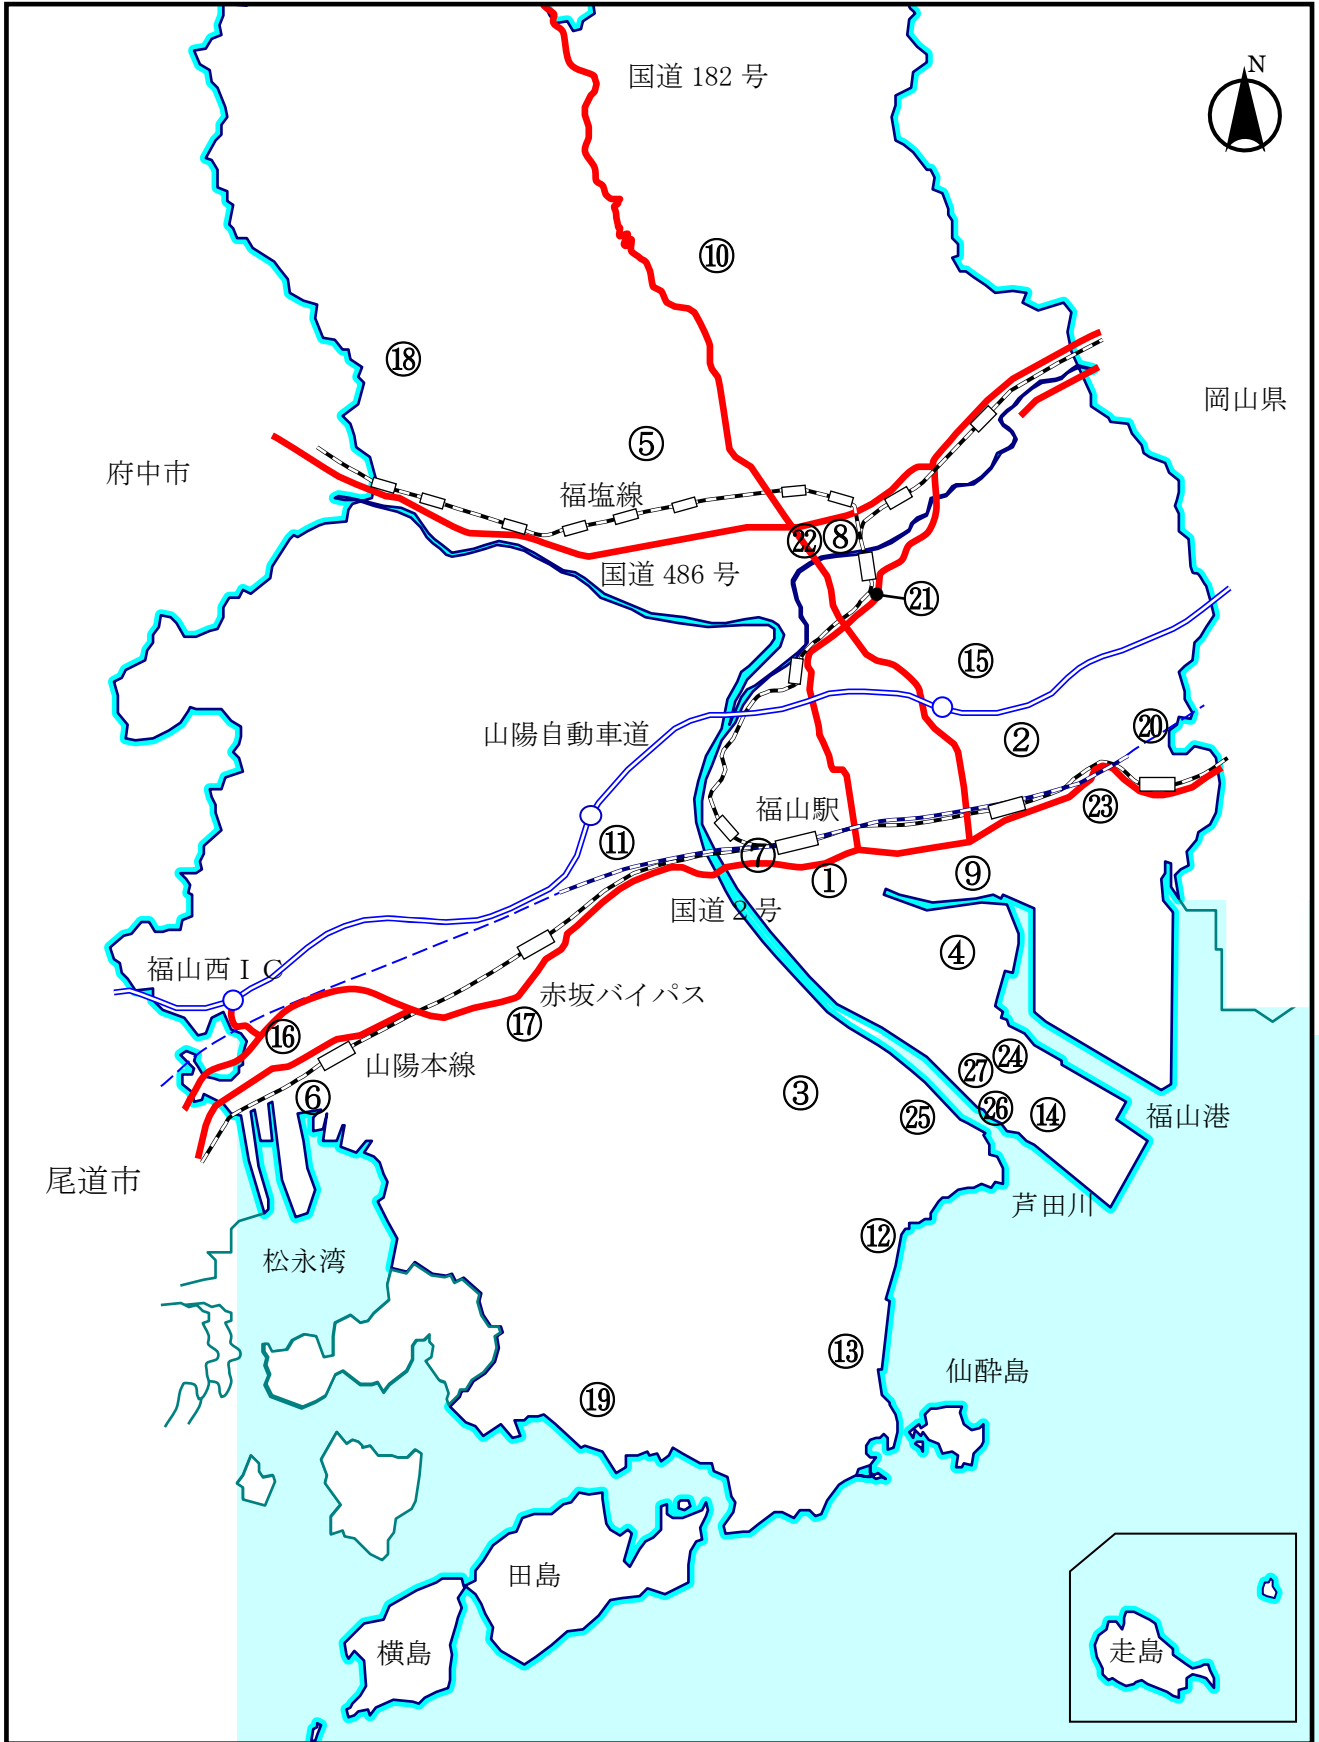 国道 182 号
N
⑩
⑱
岡山県
⑤
府中市
福塩線
㉒
⑧
国道 486 号
㉑
⑮
②
⑳
山陽自動車道
福山駅
㉓
⑪
⑦
①
⑨
国道 2 号
④
福山西ＩＣ
赤坂バイパス
⑰
⑯
㉔
山陽本線
㉗
③
⑥
㉖
⑭
㉕
福山港
尾道市
芦田川
⑫
松永湾
⑬
仙酔島
⑲
田島
横島
走島